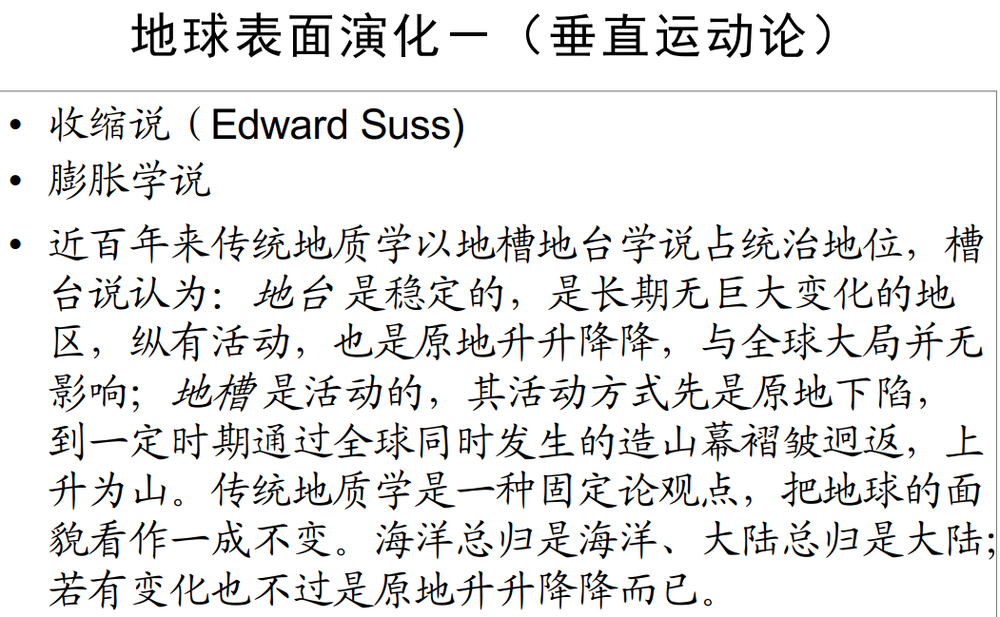 地球表面演化一（垂直运动论）
• 收缩说（Edward Suss)
• 膨胀学说
• 近百年来传统地质学以地槽地台学说占统治地位，槽
台说认为：地台是稳定的，是长期无巨大变化的地
区，纵有活动，也是原地升升降降，与全球大局并无
影响；地槽是活动的，其活动方式先是原地下陷，
到一定时期通过全球同时发生的造山幕褶皱迥返，上
升为山。传统地质学是一种固定论观点，把地球的面
貌看作一成不变。海洋总归是海洋、大陆总归是大陆；
若有变化也不过是原地升升降降而已。